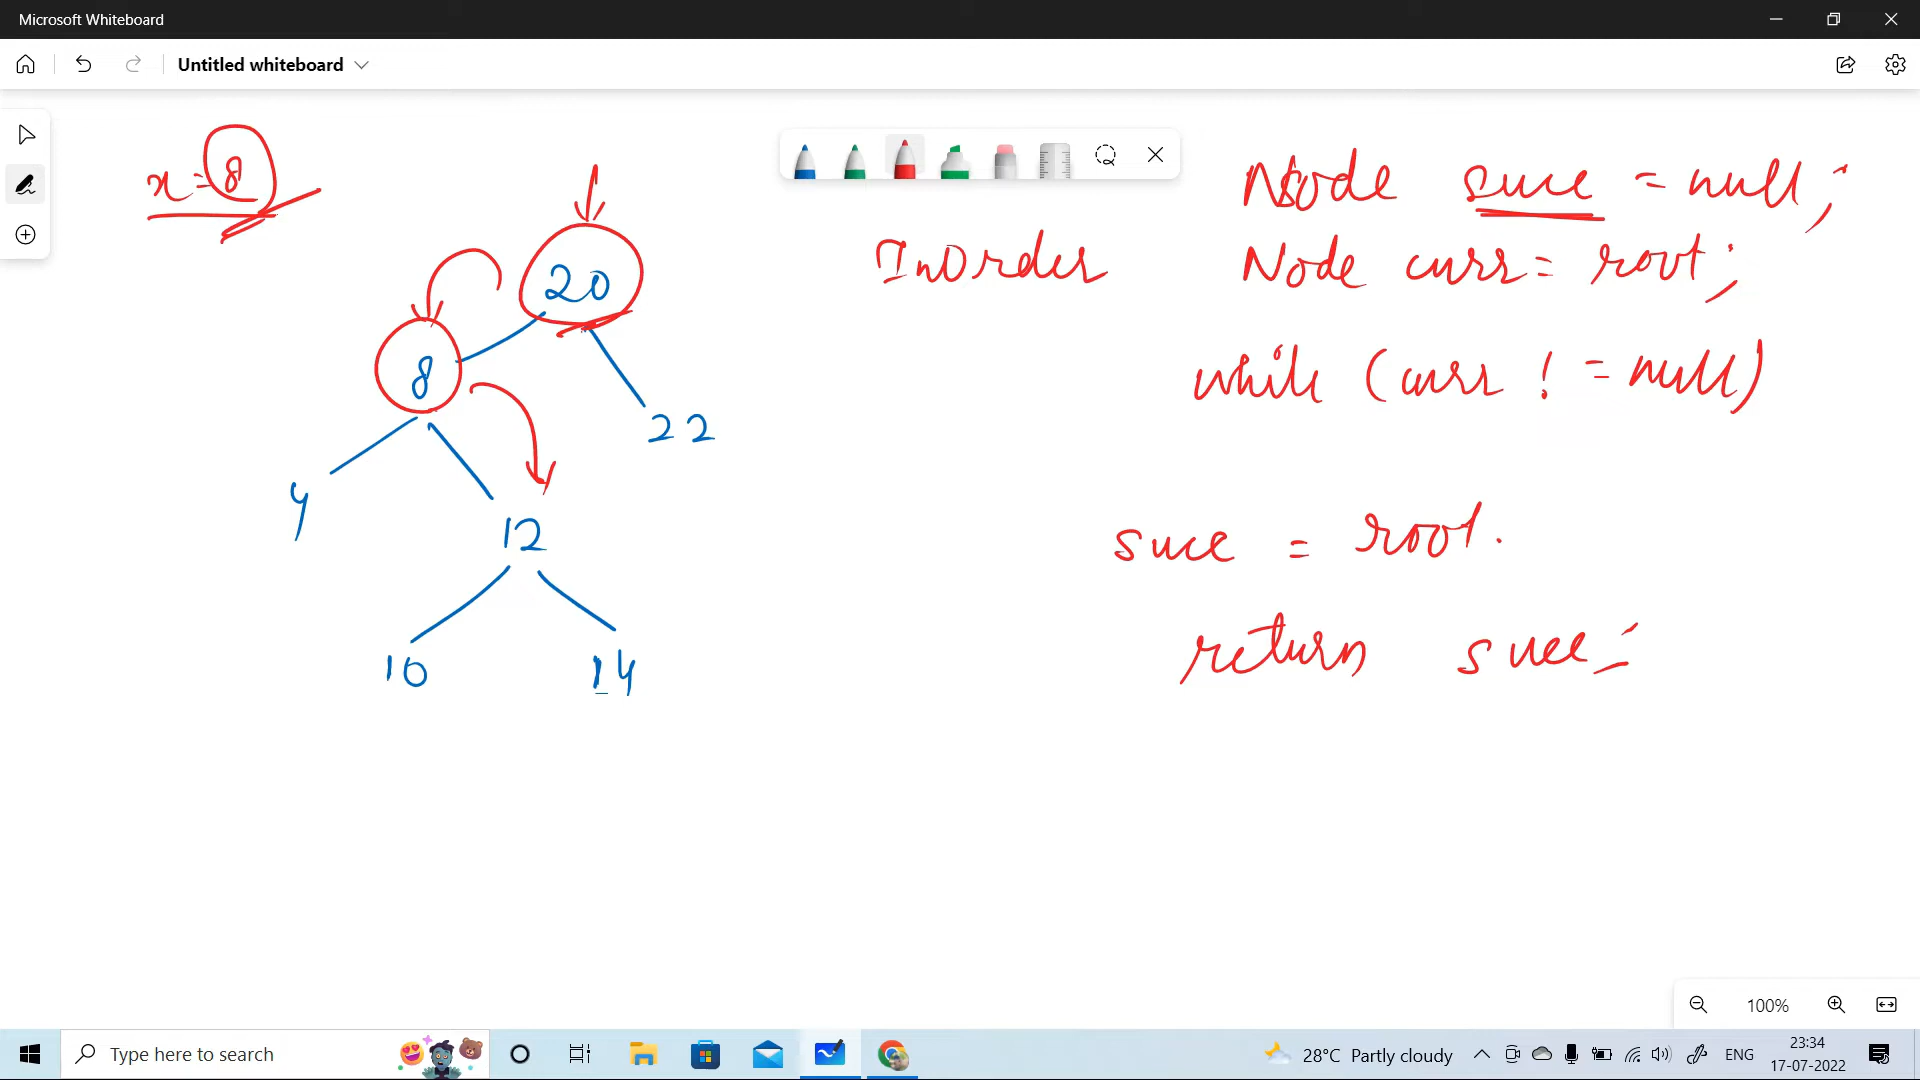 Microsoft Whiteboard
Untitled whiteboard
x = 8
20
8
22
4
12
10
14
InOrder
Node succ = null;
Node curr = root;
while (curr != null)
succ = root.
return succ
100%
Type here to search
28°C Partly cloudy
ENG
23:34
17-07-2022